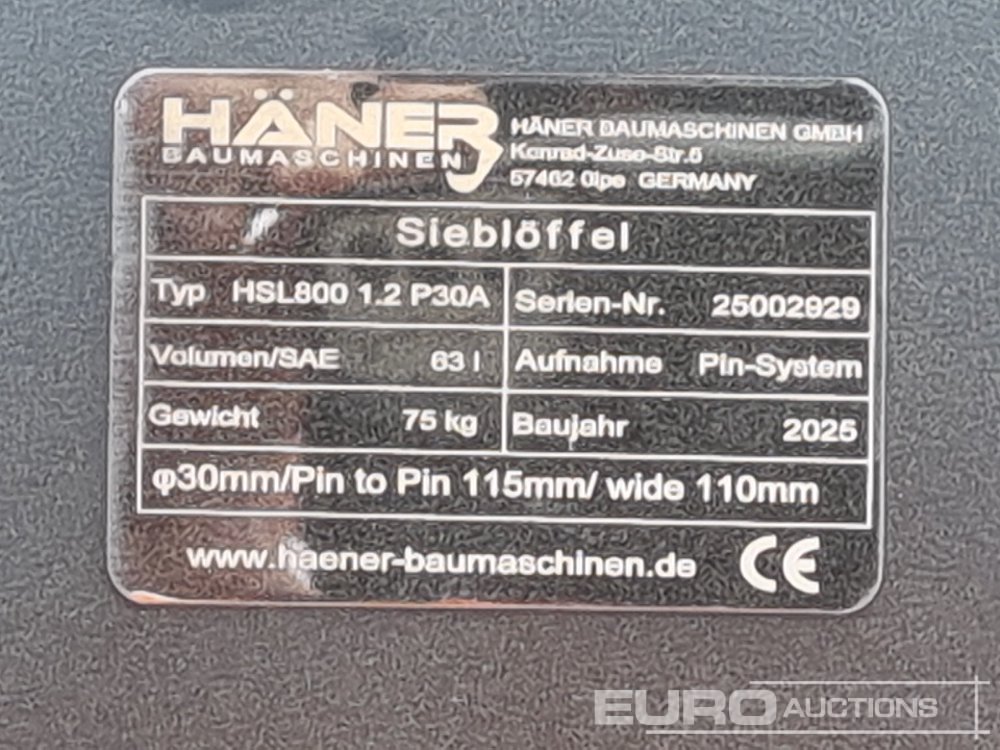 HÄNER
BAUMASCHINEN
HÄNER BAUMASCHINEN GMBH
Konrad-Zuse-Str.5
57462 Olpe GERMANY
Sieblöffel
Typ HSL800 1.2 P30A
Serien-Nr. 25002929
Volumen/SAE 63 l
Aufnahme Pin-System
Gewicht 75 kg
Baujahr 2025
φ30mm/Pin to Pin 115mm/ wide 110mm
www.haener-baumaschinen.de CE
EURO AUCTIONS